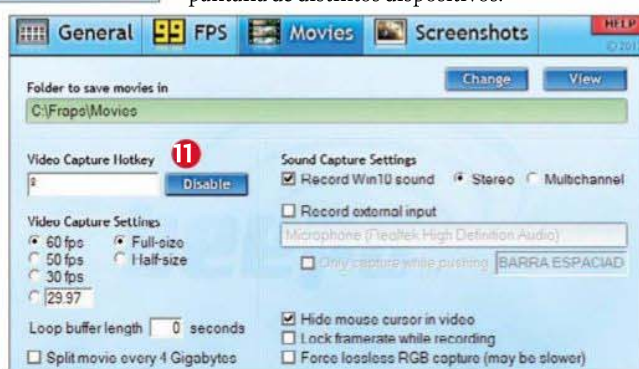 pantalla de distintos dispositivos.
General FPS Movies Screenshots HELP
Folder to save movies in Change View
C:\Fraps\Movies
Video Capture Hotkey 11
Disable
Sound Capture Settings
Record Win10 sound Stereo Multichannel
Record external input
Microphone (Realtek High Definition Audio)
Only capture while pushing BARRA ESPACIAD
Video Capture Settings
60 fps Full-size
50 fps Half-size
30 fps
29.97
Loop buffer length 0 seconds
Split movie every 4 Gigabytes
Hide mouse cursor in video
Lock framerate while recording
Force lossless RGB capture (may be slower)